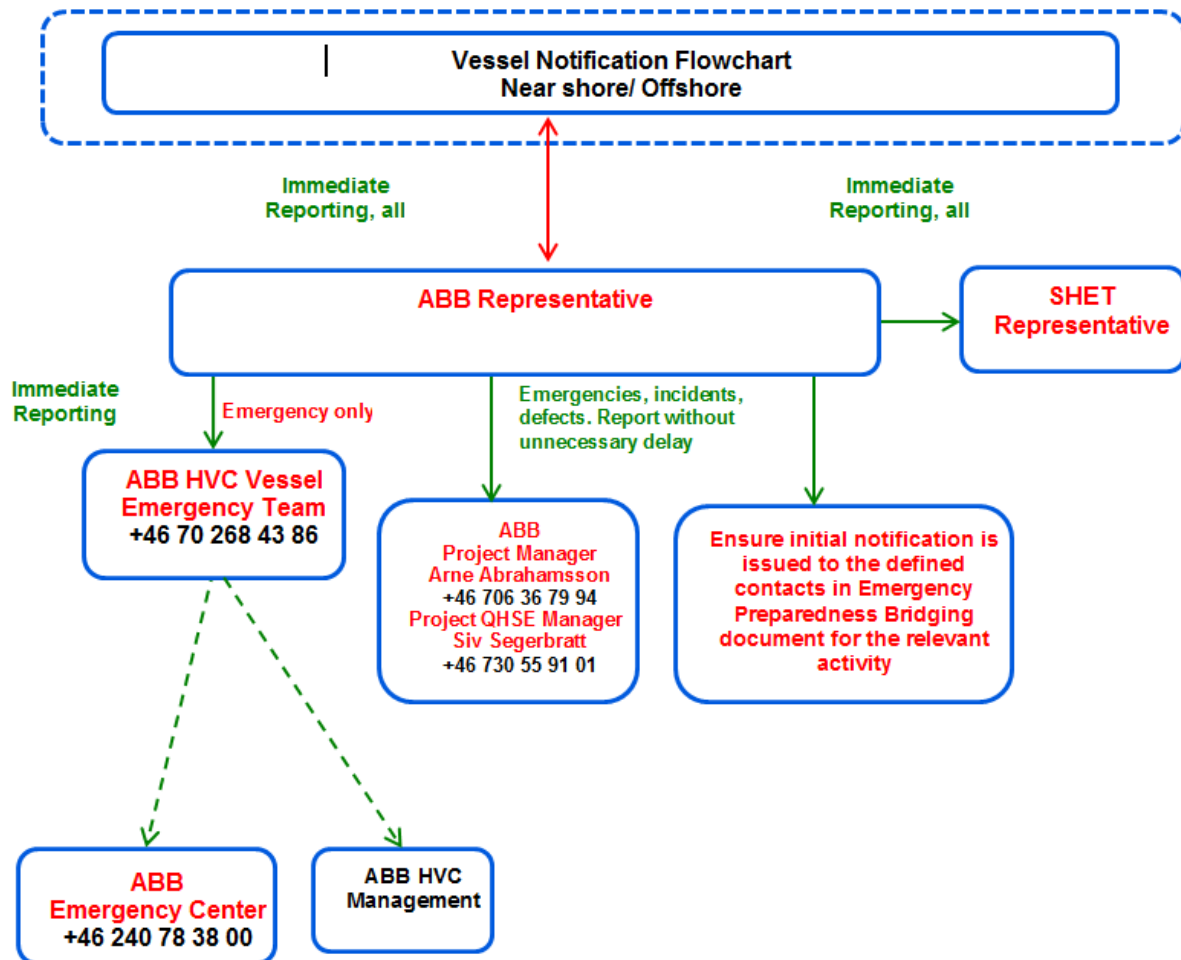 Vessel Notification Flowchart
Near shore/ Offshore
Immediate
Reporting, all
Immediate
Reporting, all
ABB Representative
SHET
Representative
Immediate
Reporting
Emergency only
Emergencies, incidents,
defects. Report without
unnecessary delay
ABB HVC Vessel
Emergency Team
+46 70 268 43 86
ABB
Project Manager
Arne Abrahamsson
+46 706 36 79 94
Project QHSE Manager
Siv Segerbratt
+46 730 55 91 01
Ensure initial notification is
issued to the defined
contacts in Emergency
Preparedness Bridging
document for the relevant
activity
ABB
Emergency Center
+46 240 78 38 00
ABB HVC
Management